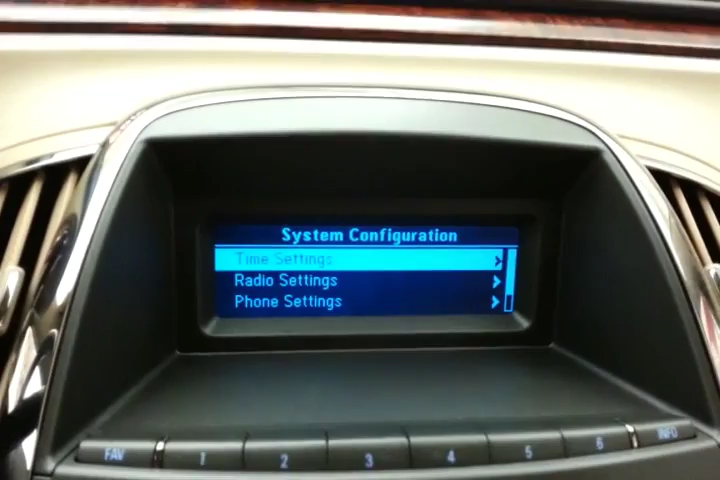 System Configuration
Time Settings
Radio Settings
Phone Settings
FAV 1 2 3 4 5 6 INFO